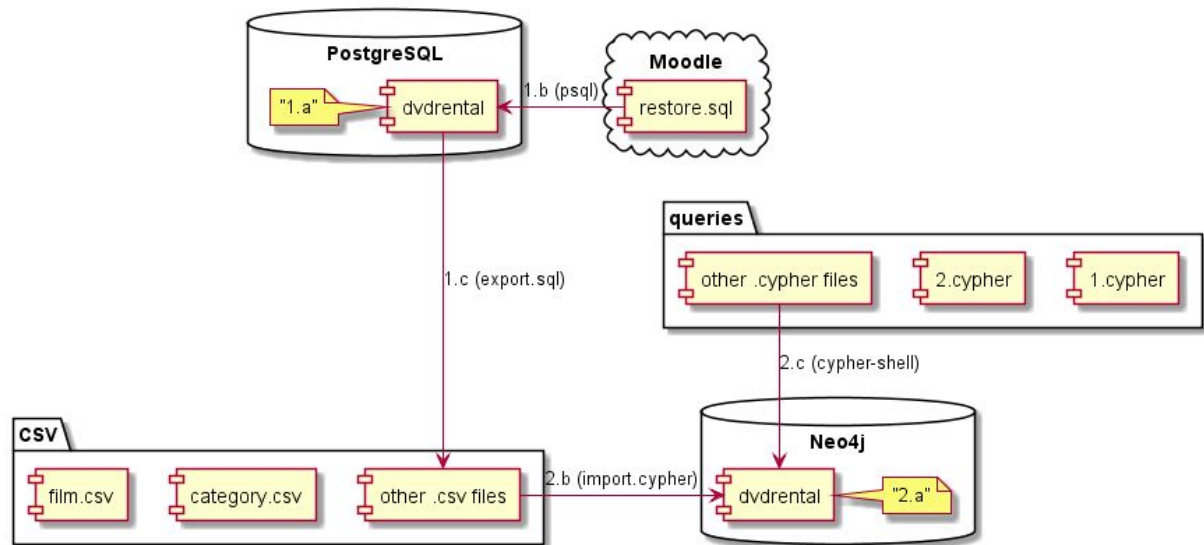 PostgreSQL
Moodle
"1.a"
dvdrental
1.b (psql)
restore.sql
queries
1.c (export.sql)
other .cypher files
2.cypher
1.cypher
2.c (cypher-shell)
CSV
Neo4j
film.csv
category.csv
other .csv files
2.b (import.cypher)
dvdrental
"2.a"